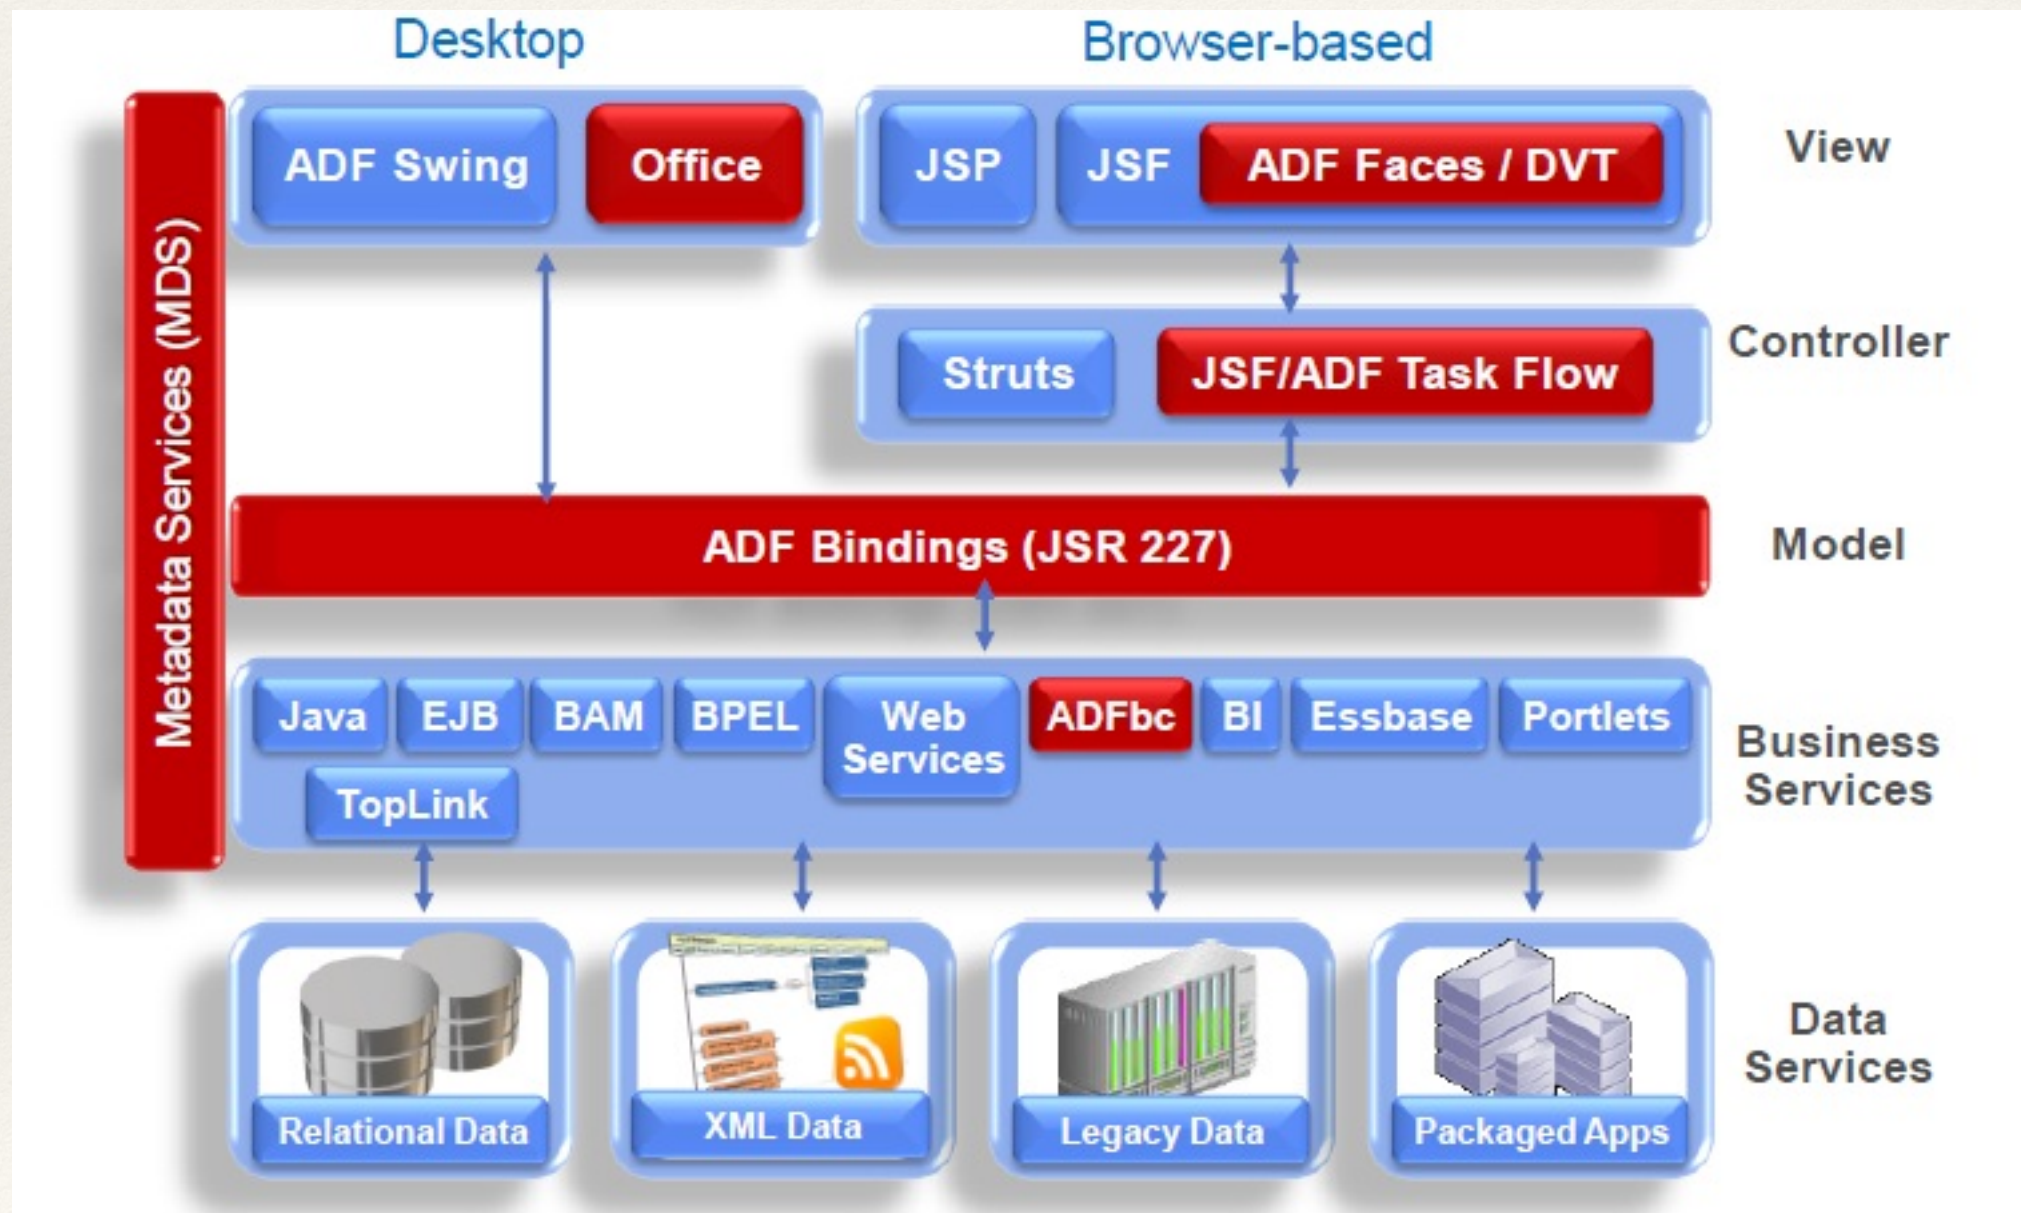 Desktop
Browser-based
Metadata Services (MDS)
ADF Swing
Office
JSP
JSF
ADF Faces / DVT
View
Struts
JSF/ADF Task Flow
Controller
ADF Bindings (JSR 227)
Model
Java
EJB
BAM
BPEL
Web
Services
ADFbc
BI
Essbase
Portlets
TopLink
Business
Services
Relational Data
XML Data
Legacy Data
Packaged Apps
Data
Services